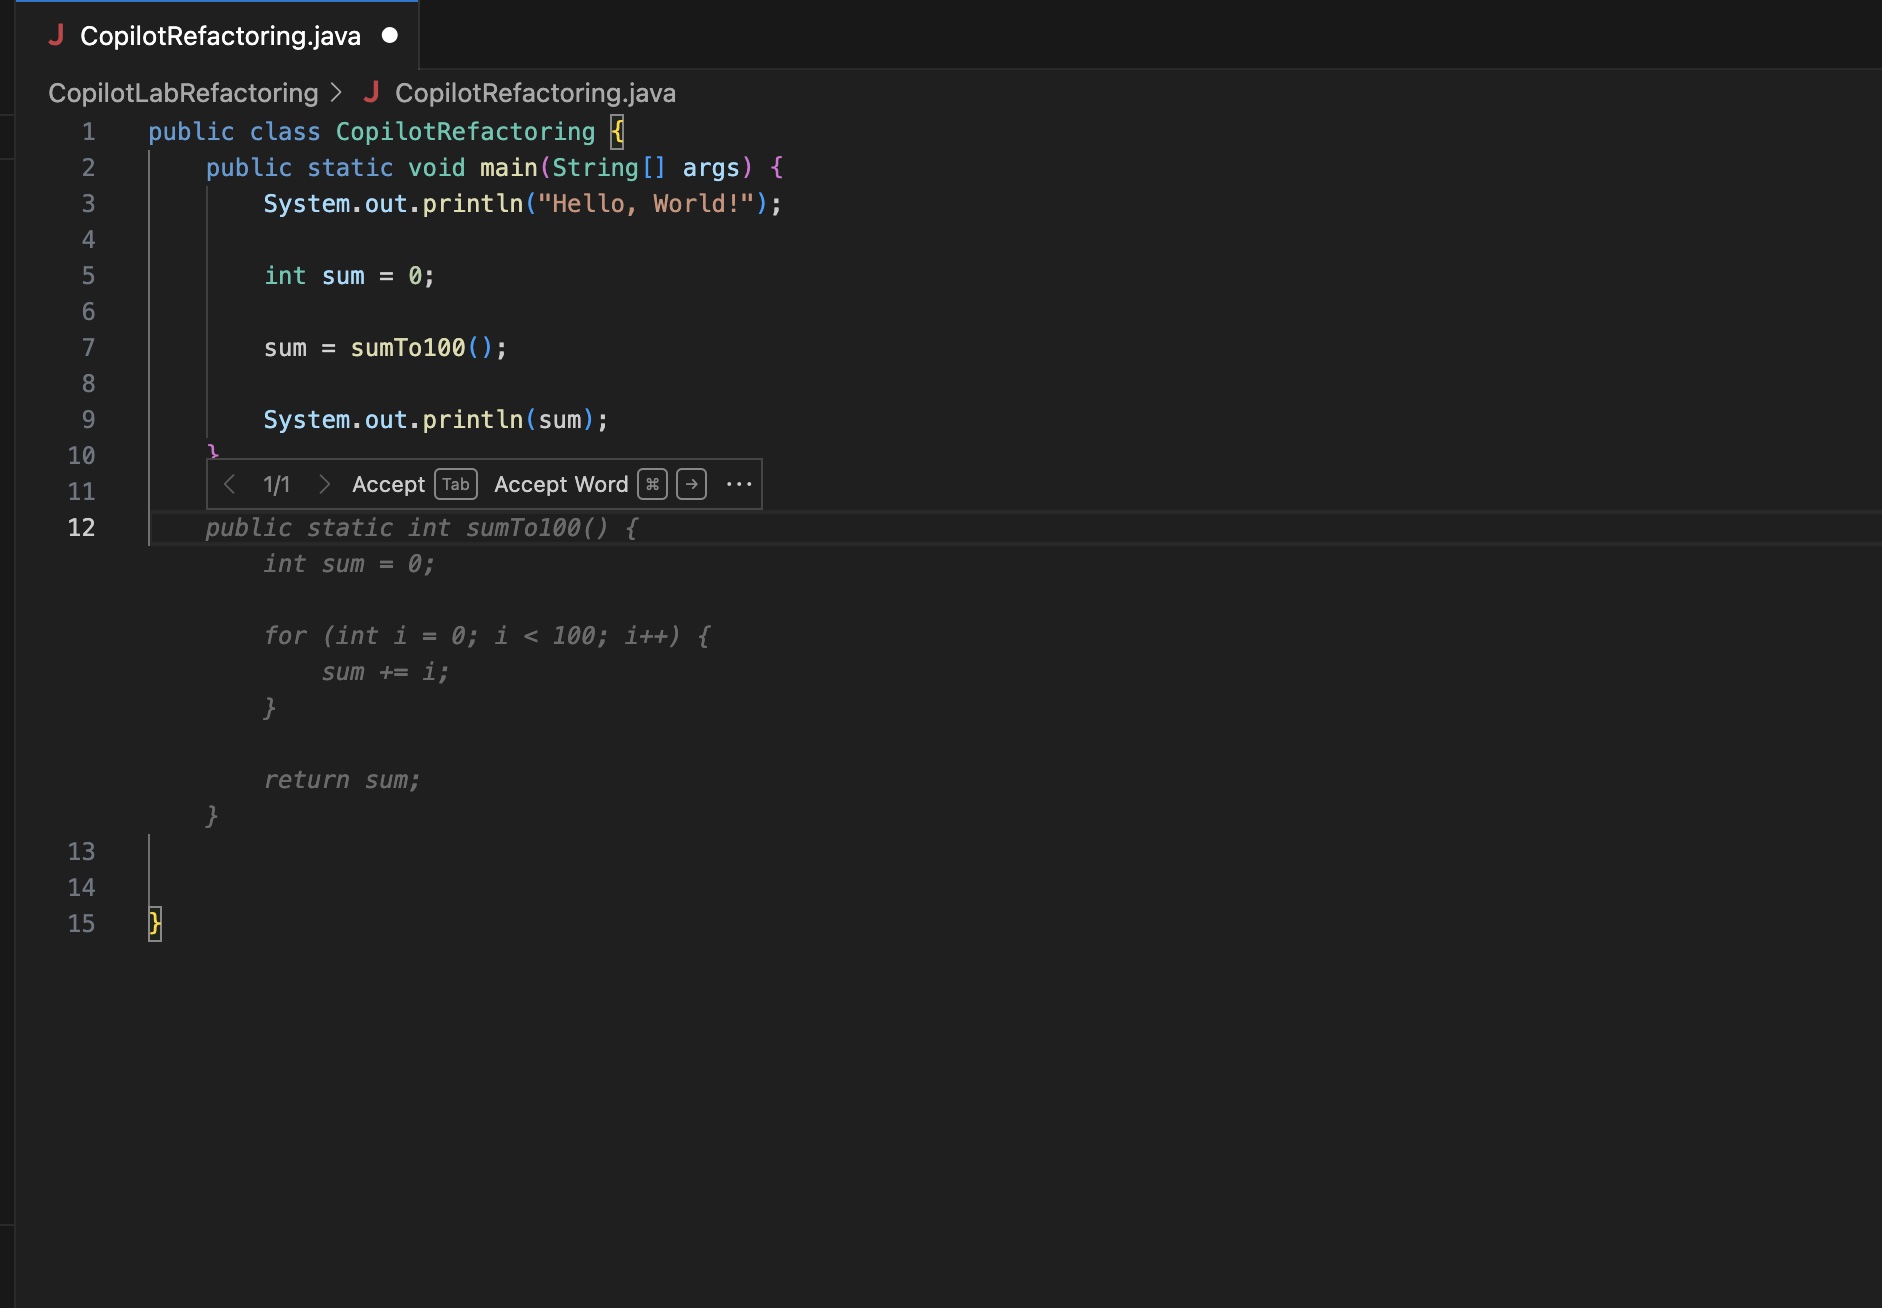 CopilotRefactoring.java
CopilotLabRefactoring > CopilotRefactoring.java
1 public class CopilotRefactoring {
2     public static void main(String[] args) {
3         System.out.println("Hello, World!");
4
5         int sum = 0;
6
7         sum = sumTo100();
8
9         System.out.println(sum);
10     }
11
< 1/1 > Accept Tab Accept Word ⌘ → ···
12     public static int sumTo100() {
        int sum = 0;

        for (int i = 0; i < 100; i++) {
            sum += i;
        }

        return sum;
    }
13
14
15 }